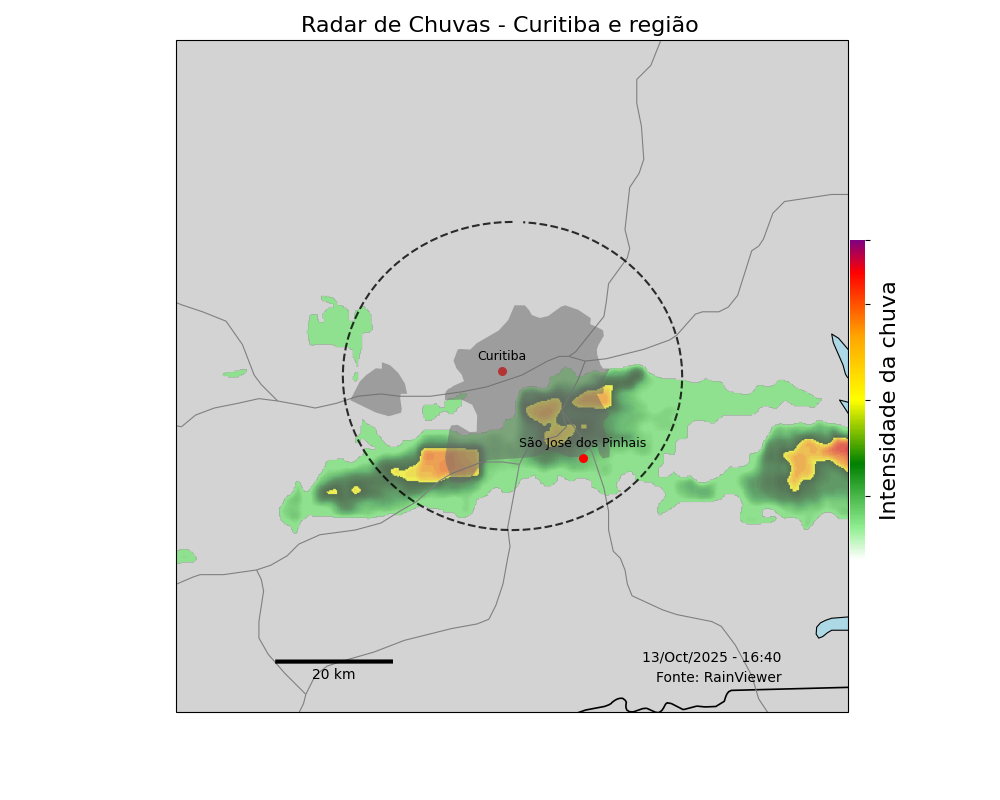 Radar de Chuvas - Curitiba e região
Curitiba
São José dos Pinhais
Intensidade da chuva
13/Oct/2025 - 16:40
Fonte: RainViewer
20 km